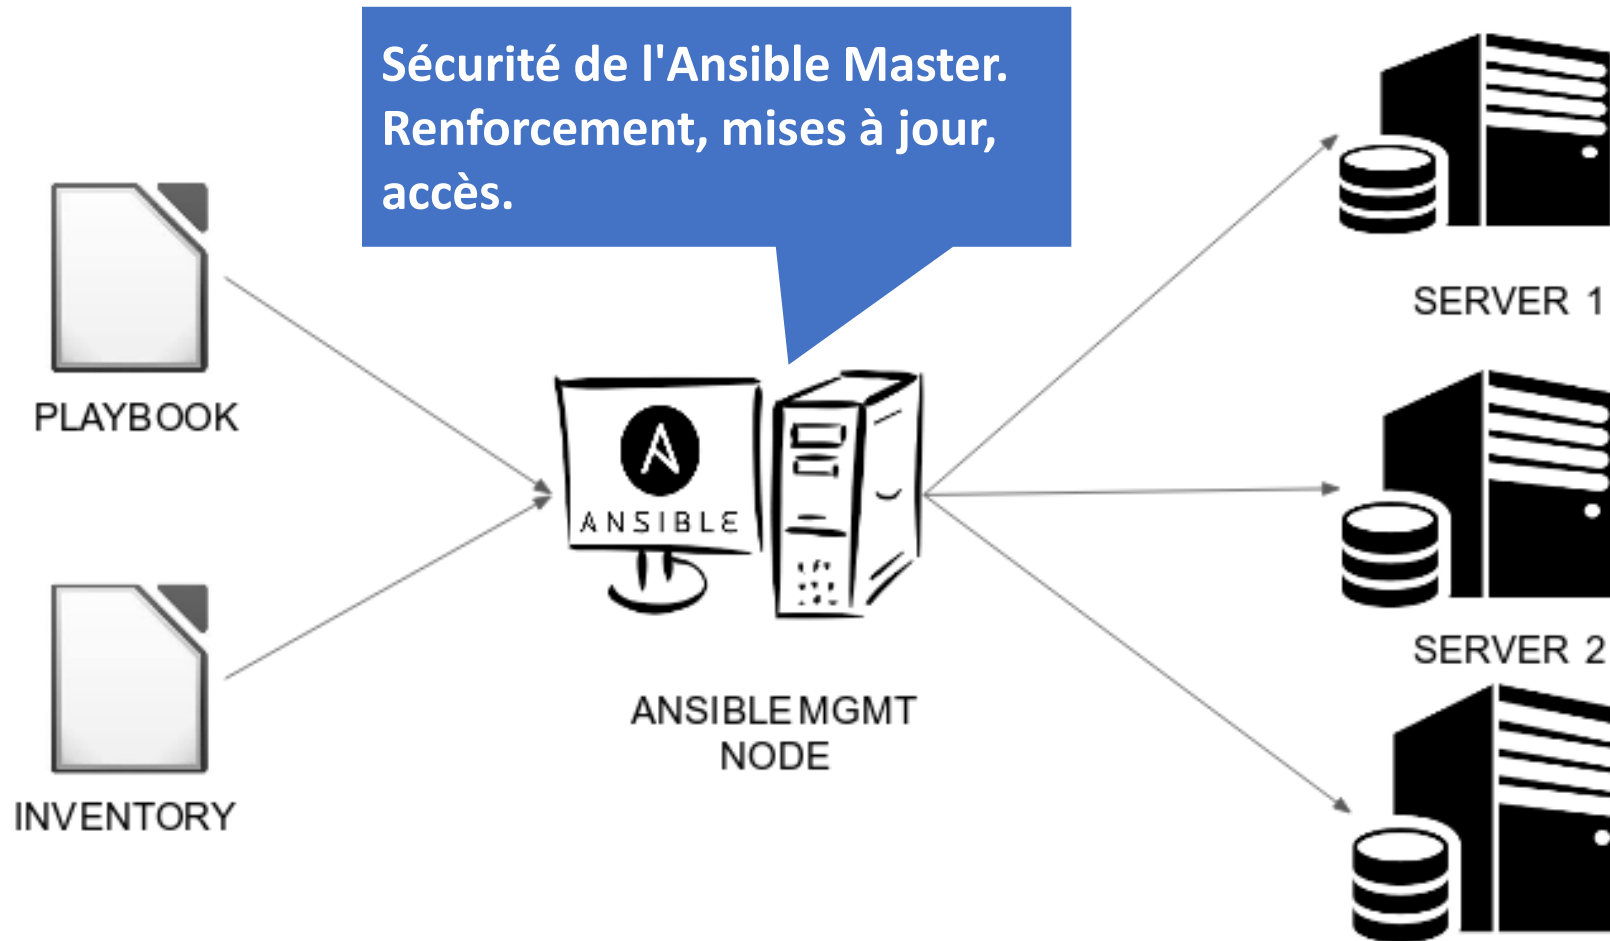 Sécurité de l'Ansible Master.
Renforcement, mises à jour,
accès.
PLAYBOOK
INVENTORY
ANSIBLE
ANSIBLE MGMT
NODE
SERVER 1
SERVER 2